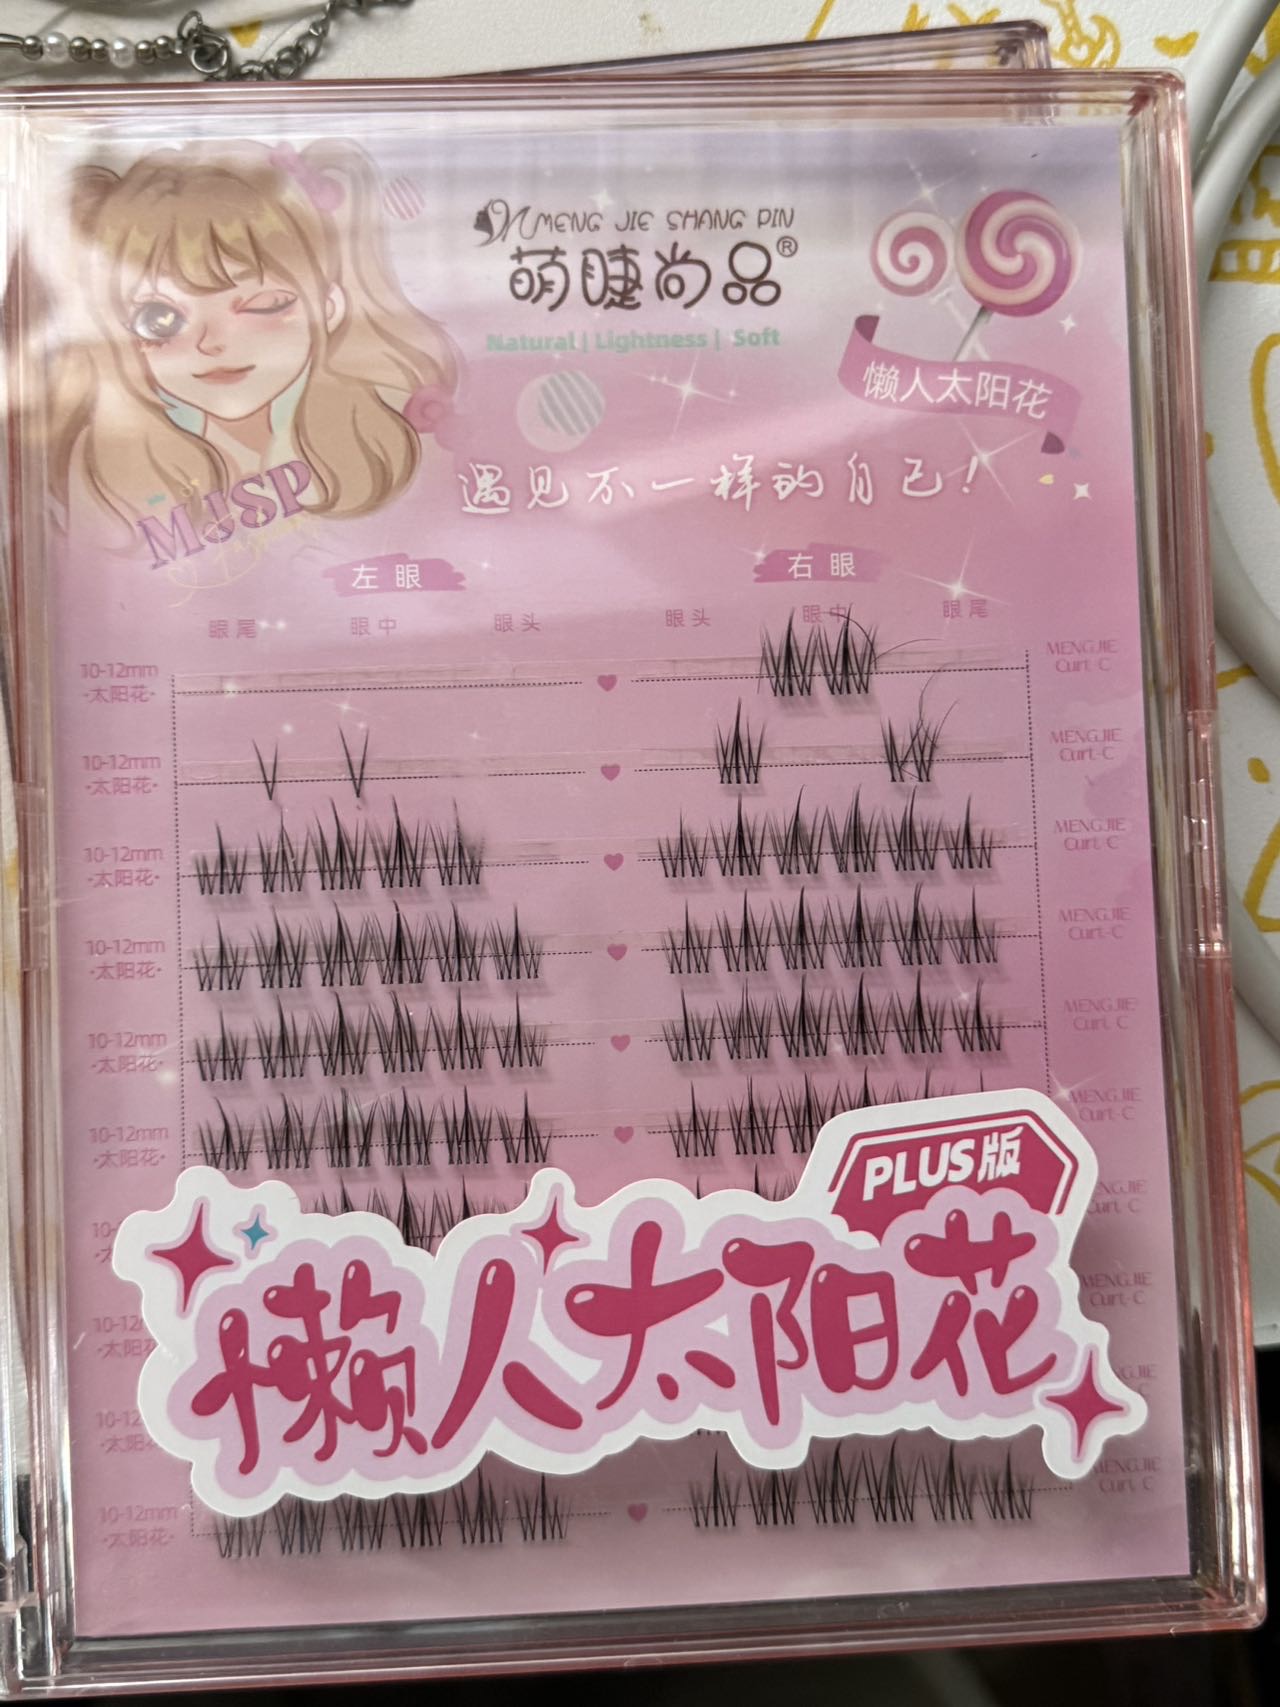 MENG JIE SHANG PIN
萌睫尚品®
Natural | Lightness | Soft
懒人太阳花
遇见不一样的自己!
MJSP
左眼
右眼
眼尾 眼中 眼头
眼头 眼中 眼尾
10-12mm
·太阳花·
MENGJIE
Curl-C
10-12mm
·太阳花·
MENGJIE
Curl-C
10-12mm
·太阳花·
MENGJIE
Curl-C
10-12mm
·太阳花·
MENGJIE
Curl-C
10-12mm
·太阳花·
MENGJIE
Curl-C
10-12mm
·太阳花·
MENGJIE
Curl-C
PLUS版
懒人太阳花
10-12mm
·太阳花·
MENGJIE
Curl-C